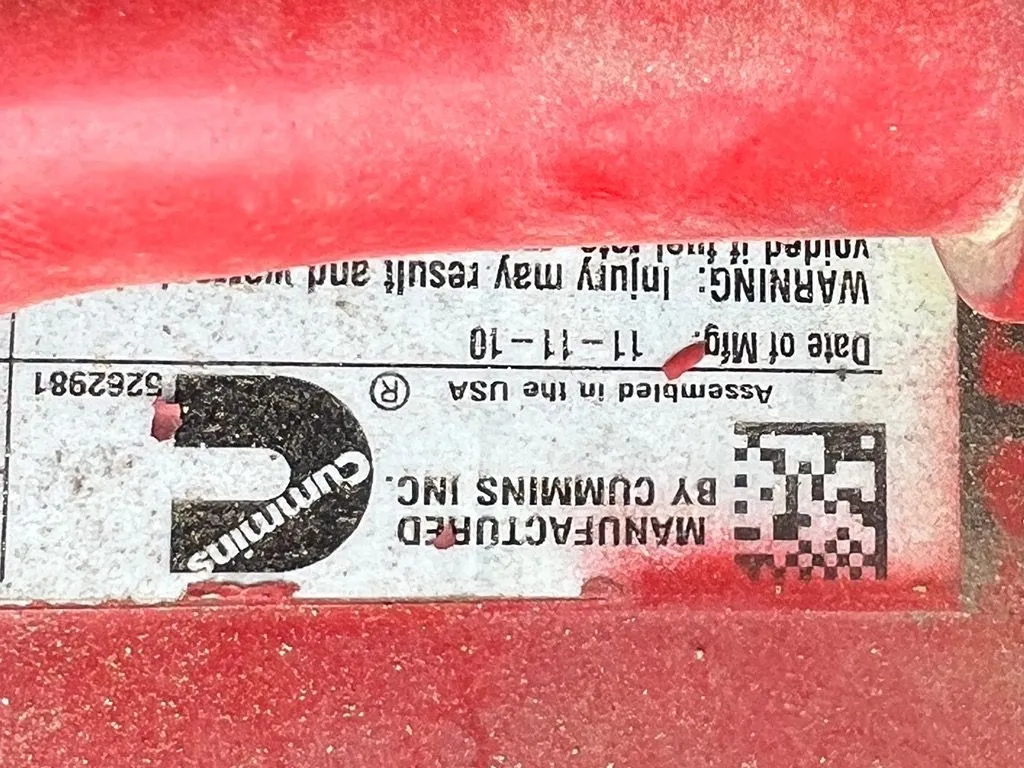 Cummins
MANUFACTURED
BY CUMMINS INC.
®
Assembled in the USA
5262981
Date of Mfg. 11-11-10
WARNING: Injury may result and
voided if fuel rate